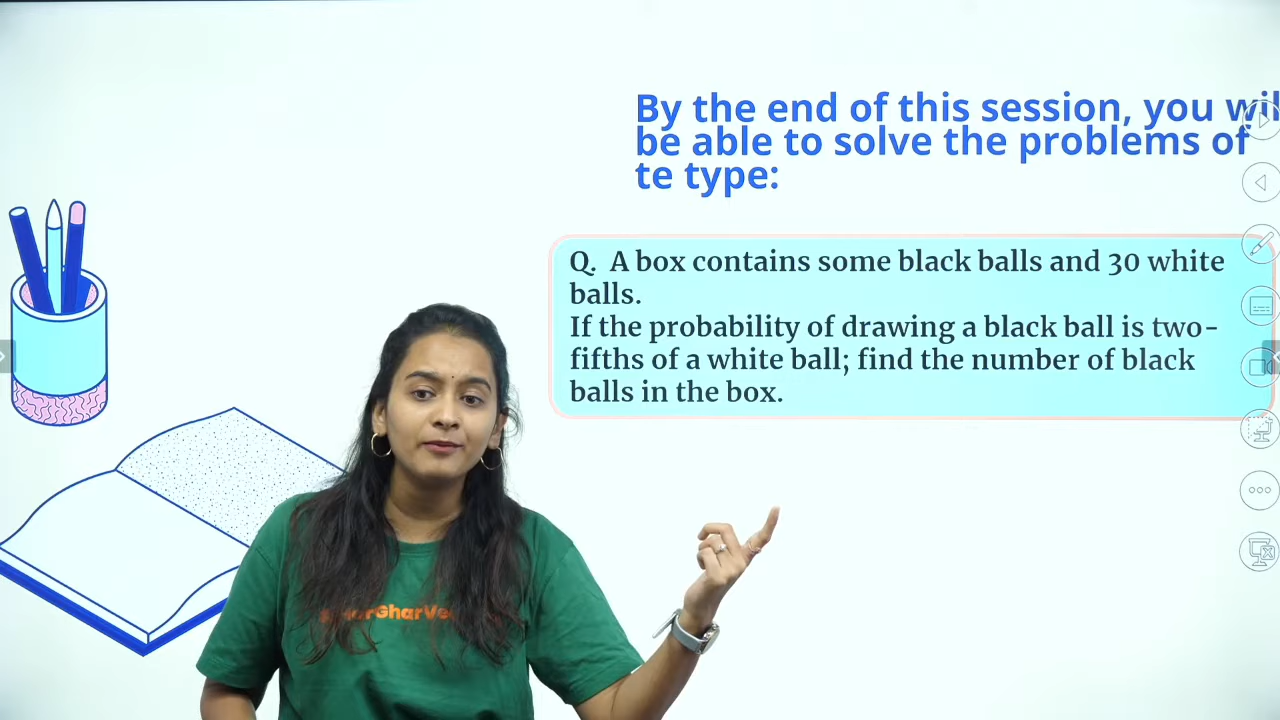 By the end of this session, you will
be able to solve the problems of
te type:
Q. A box contains some black balls and 30 white
balls.
If the probability of drawing a black ball is two-
fifths of a white ball; find the number of black
balls in the box.